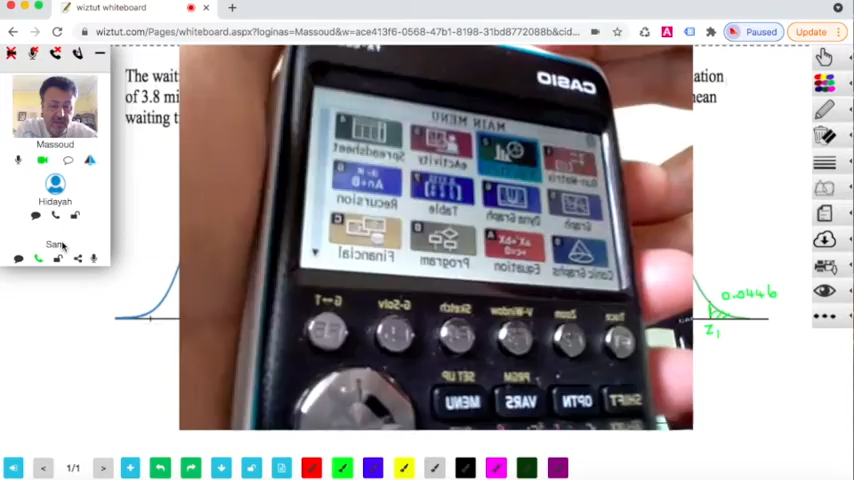 wiztut whiteboard
wiztut.com/Pages/whiteboard.aspx?loginas=Massoud&w=ace413f6-0568-47b1-8198-31bd8772088b&cid...
Paused
Update
The wait
ation
of 3.8 mi
nean
waiting t
Massoud
Hidayah
San
CASIO
MAIN MENU
Run-Matrix
eActivity
Spreadsheet
Graph
Dyna Graph
Table
Recursion
Conic Graphs
Equation
Program
Financial
Trace
Zoom
V-Window
Sketch
G-Solv
G↔T
F1
SHIFT
OPTN
VARS
MENU
PRGM
SET UP
0.0446
Z1
1/1